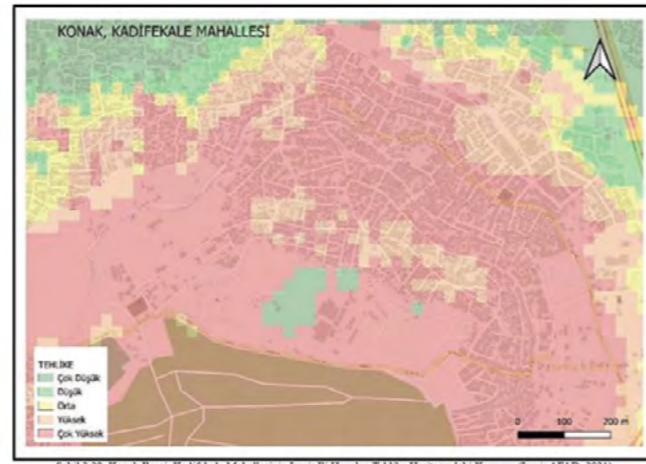 KONAK, KADİFEKALE MAHALLESİ
TEHLİKE
Çok Düşük
Düşük
Orta
Yüksek
Çok Yüksek
0 100 200 m